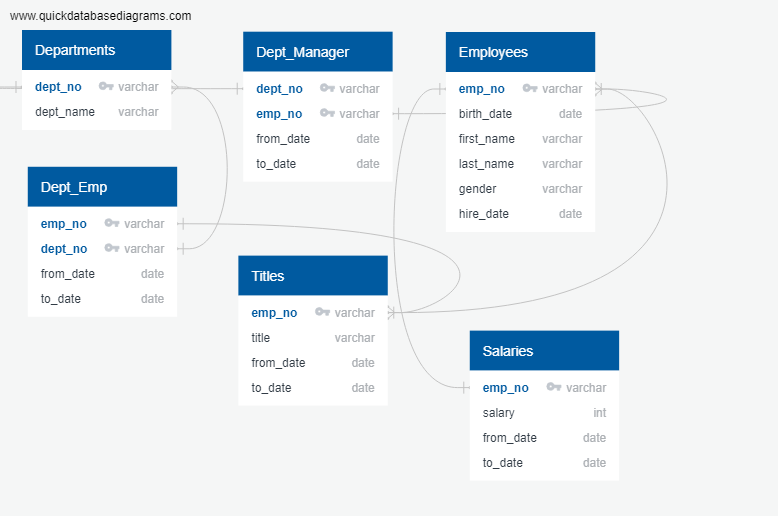 www.quickdatabasediagrams.com
Departments
dept_no varchar
dept_name varchar
Dept_Manager
dept_no varchar
emp_no varchar
from_date date
to_date date
Employees
emp_no varchar
birth_date date
first_name varchar
last_name varchar
gender varchar
hire_date date
Dept_Emp
emp_no varchar
dept_no varchar
from_date date
to_date date
Titles
emp_no varchar
title varchar
from_date date
to_date date
Salaries
emp_no varchar
salary int
from_date date
to_date date